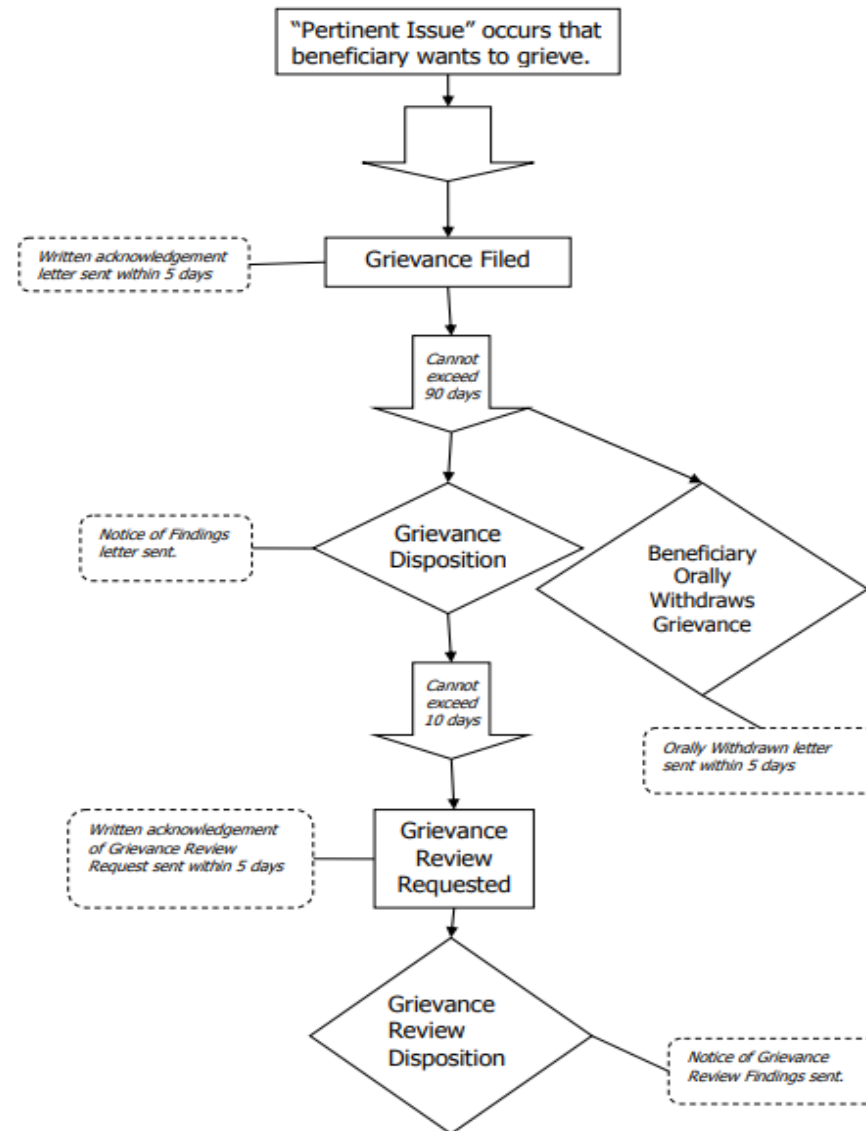 “Pertinent Issue” occurs that
beneficiary wants to grieve.
Written acknowledgement
letter sent within 5 days
Grievance Filed
Cannot
exceed
90 days
Notice of Findings
letter sent.
Grievance
Disposition
Beneficiary
Orally
Withdraws
Grievance
Cannot
exceed
10 days
Orally Withdrawn letter
sent within 5 days
Written acknowledgement
of Grievance Review
Request sent within 5 days
Grievance
Review
Requested
Grievance
Review
Disposition
Notice of Grievance
Review Findings sent.